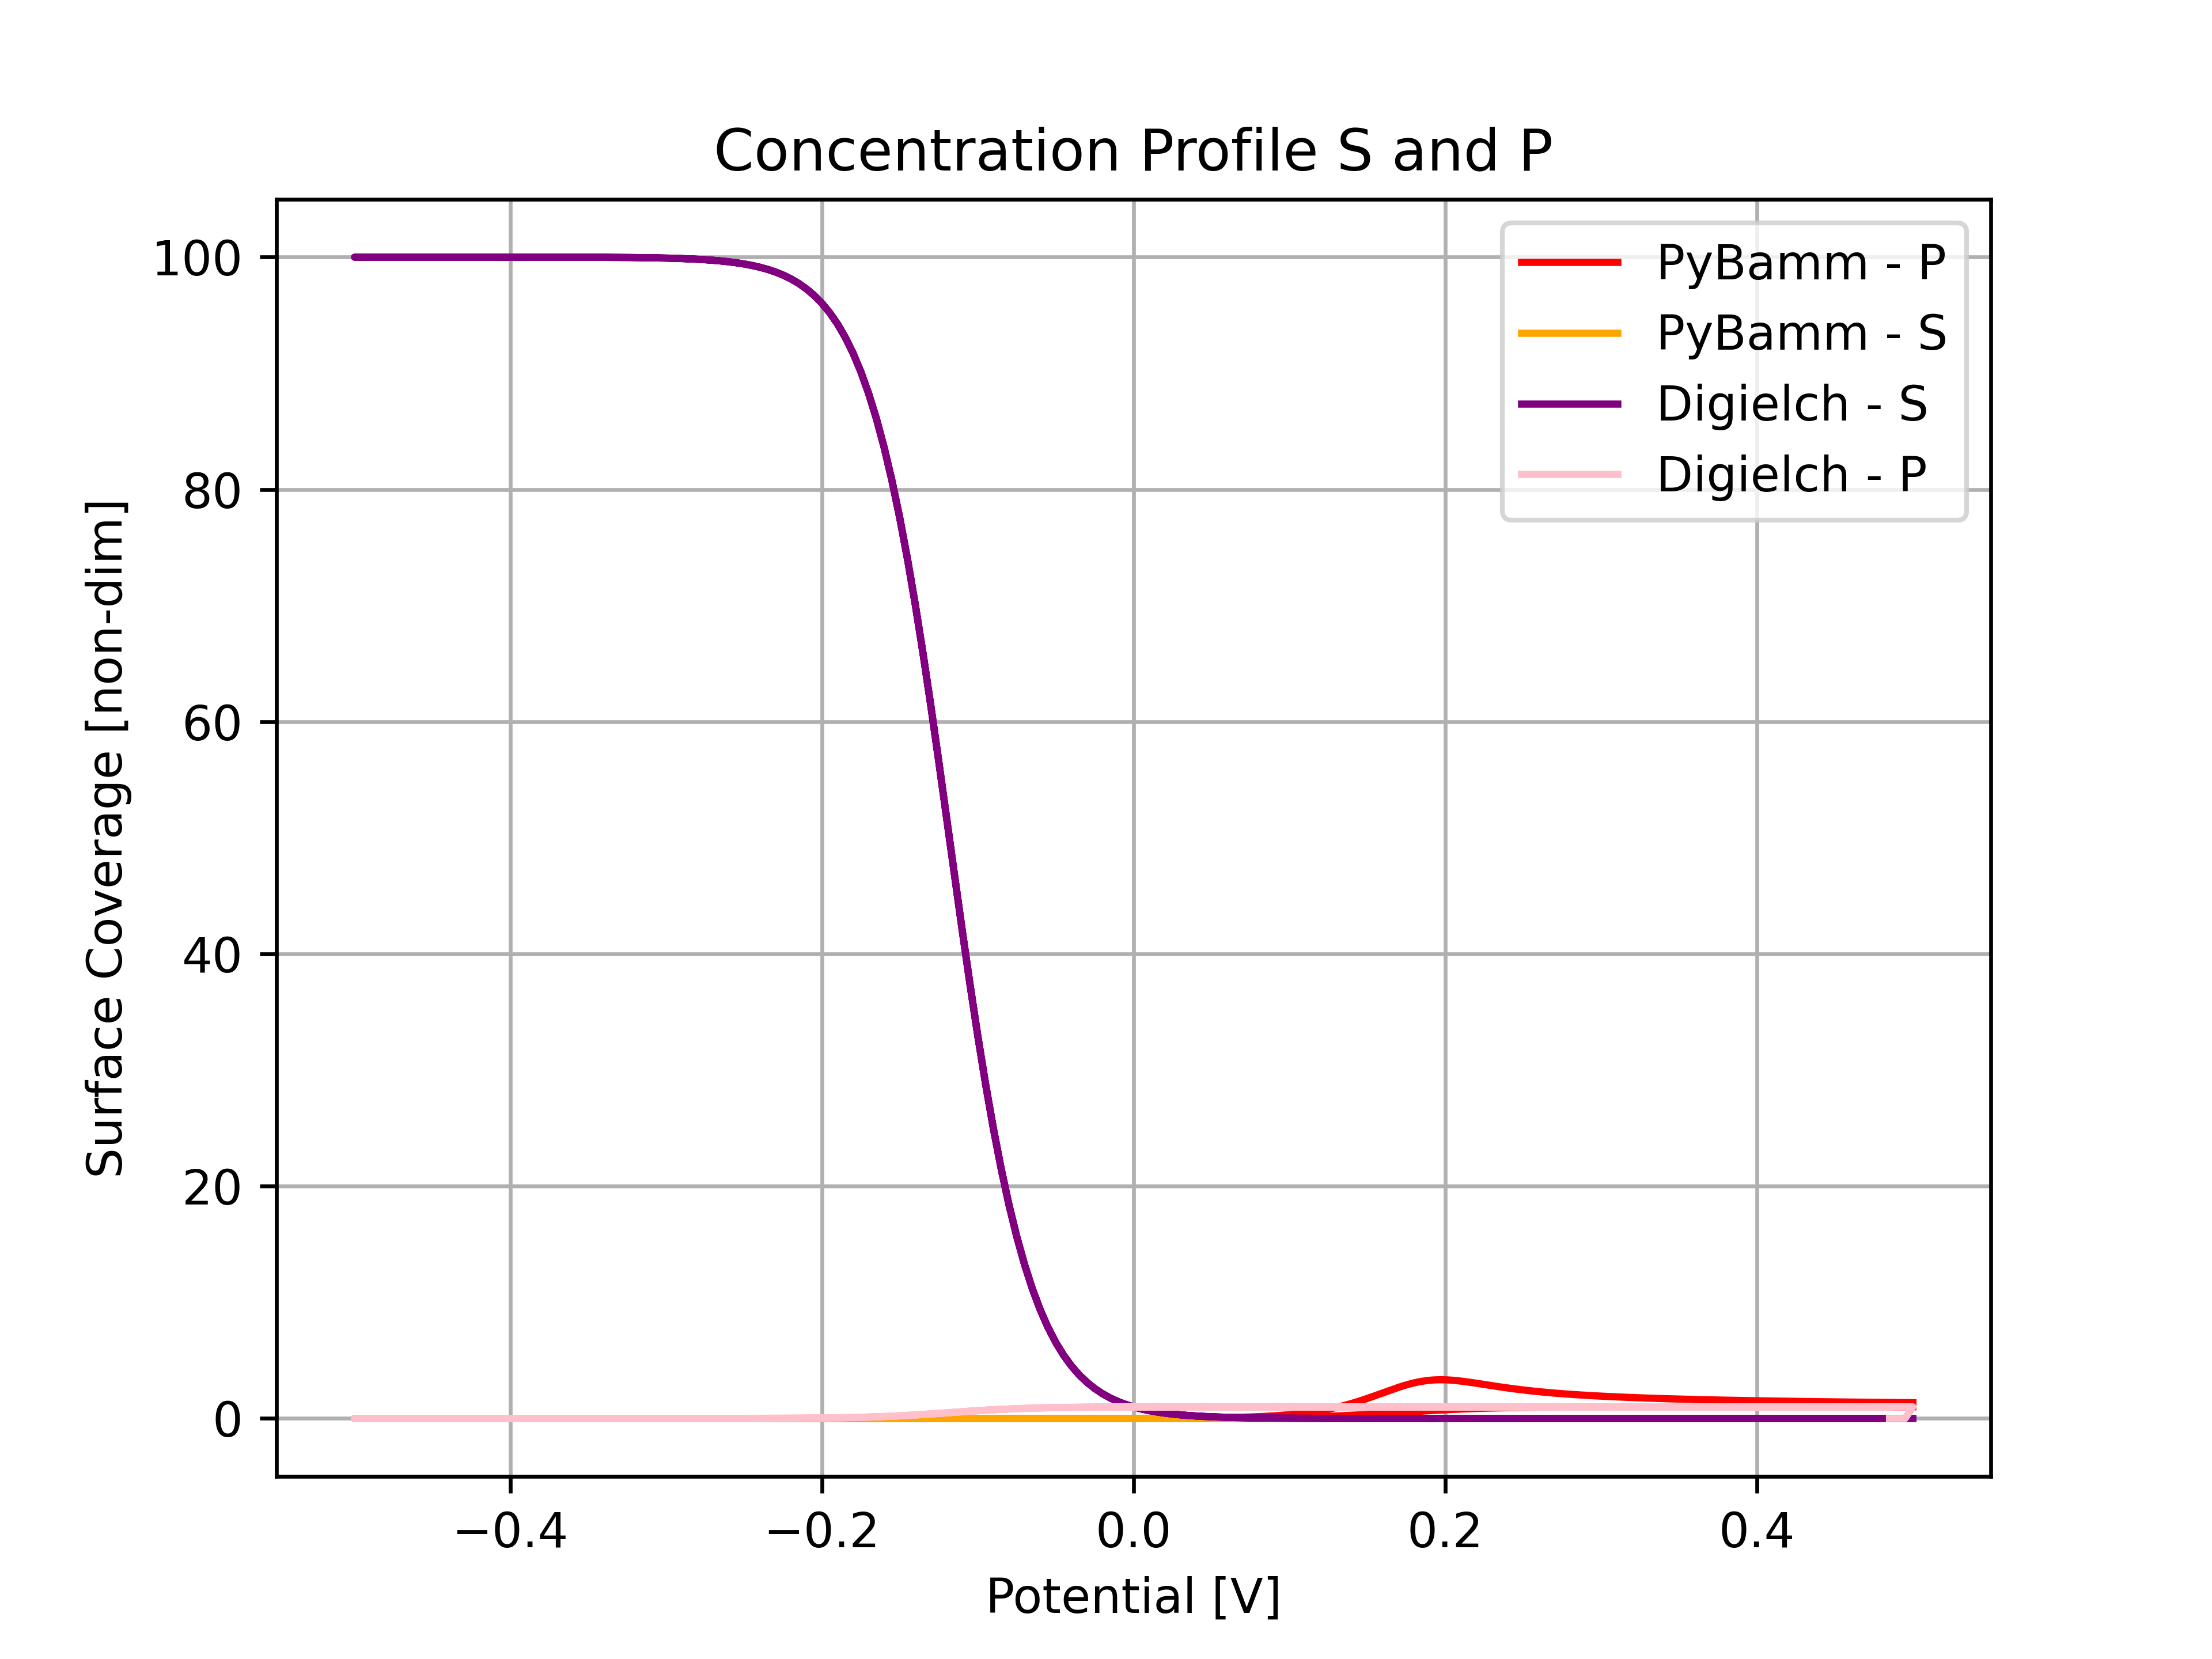 Concentration Profile S and P
PyBamm - P
PyBamm - S
Digielch - S
Digielch - P
Surface Coverage [non-dim]
100
80
60
40
20
0
−0.4
−0.2
0.0
0.2
0.4
Potential [V]